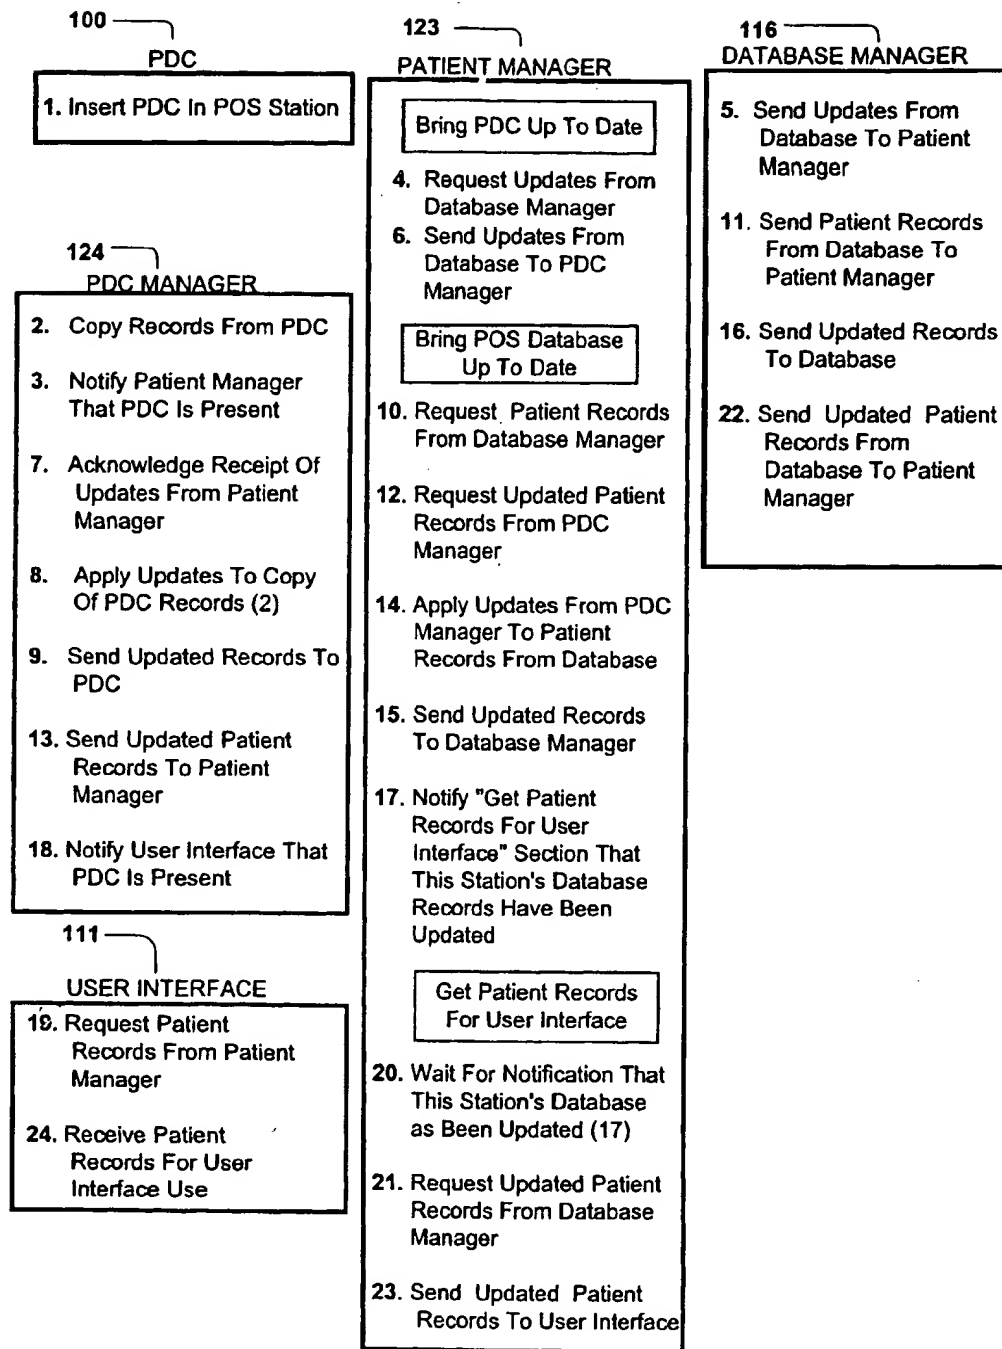 100
PDC
1. Insert PDC In POS Station
124
PDC MANAGER
2. Copy Records From PDC
3. Notify Patient Manager
That PDC Is Present
7. Acknowledge Receipt Of
Updates From Patient
Manager
8. Apply Updates To Copy
Of PDC Records (2)
9. Send Updated Records To
PDC
13. Send Updated Patient
Records To Patient
Manager
18. Notify User Interface That
PDC Is Present
111
USER INTERFACE
19. Request Patient
Records From Patient
Manager
24. Receive Patient
Records For User
Interface Use
123
PATIENT MANAGER
Bring PDC Up To Date
4. Request Updates From
Database Manager
6. Send Updates From
Database To PDC
Manager
Bring POS Database
Up To Date
10. Request Patient Records
From Database Manager
12. Request Updated Patient
Records From PDC
Manager
14. Apply Updates From PDC
Manager To Patient
Records From Database
15. Send Updated Records
To Database Manager
17. Notify "Get Patient
Records For User
Interface" Section That
This Station's Database
Records Have Been
Updated
Get Patient Records
For User Interface
20. Wait For Notification That
This Station's Database
as Been Updated (17)
21. Request Updated Patient
Records From Database
Manager
23. Send Updated Patient
Records To User Interface
116
DATABASE MANAGER
5. Send Updates From
Database To Patient
Manager
11. Send Patient Records
From Database To
Patient Manager
16. Send Updated Records
To Database
22. Send Updated Patient
Records From
Database To Patient
Manager